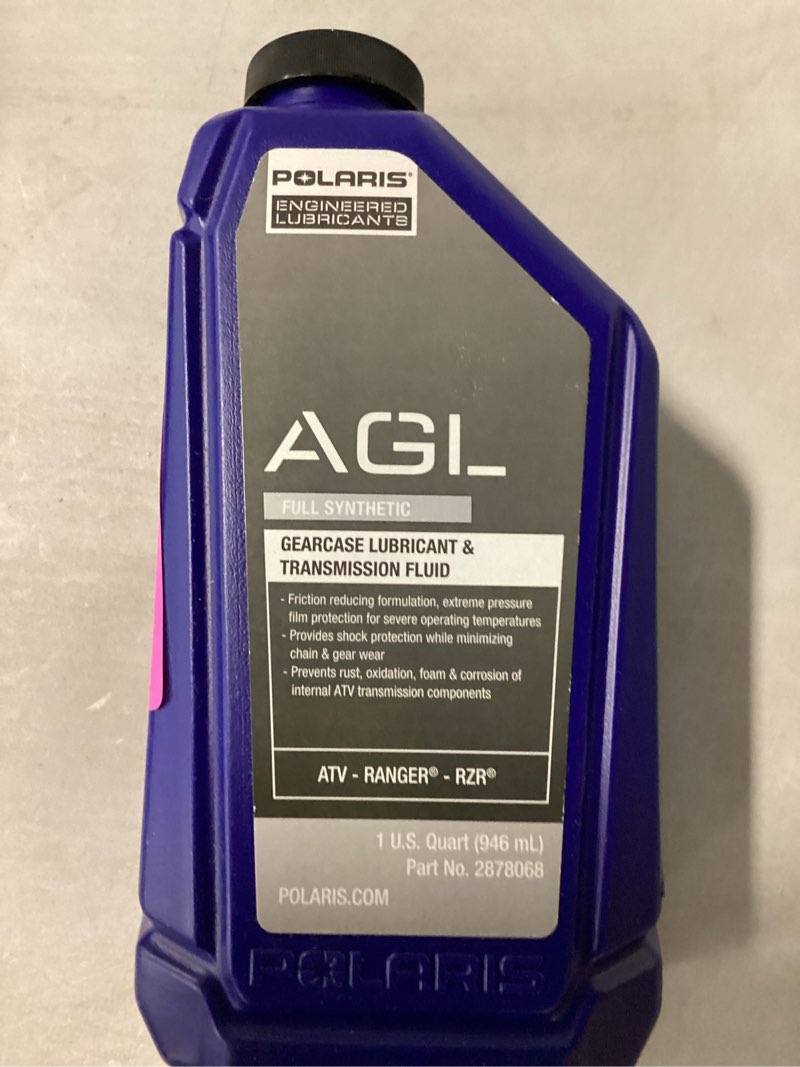 POLARIS®
ENGINEERED
LUBRICANTS
AGL
FULL SYNTHETIC
GEARCASE LUBRICANT &
TRANSMISSION FLUID
- Friction reducing formulation, extreme pressure
film protection for severe operating temperatures
- Provides shock protection while minimizing
chain & gear wear
- Prevents rust, oxidation, foam & corrosion of
internal ATV transmission components
ATV - RANGER® - RZR®
1 U.S. Quart (946 mL)
Part No. 2878068
POLARIS.COM
POLARIS